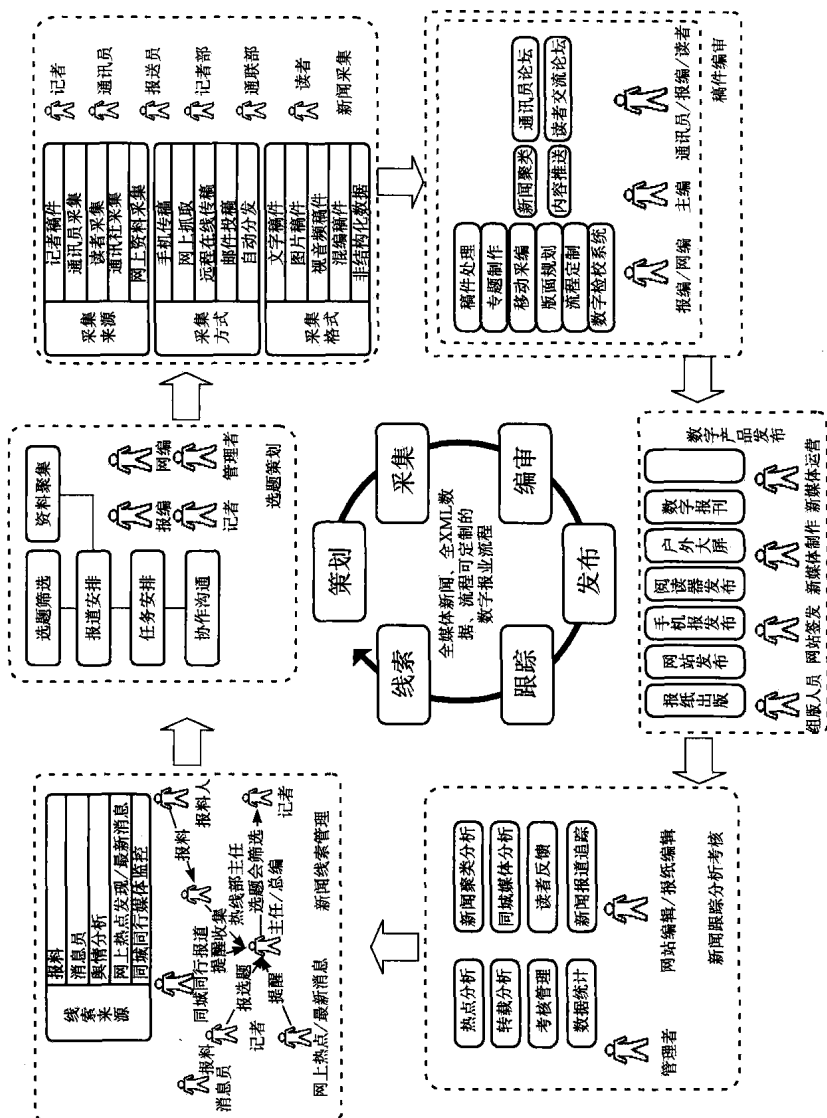 线索来源
报料
消息员
舆情分析
网上热点发现/最新消息
同城同行媒体监控
报料
报料人
同城同行报道
提醒收集
热线部主任
选题会筛选
记者
主任/总编
报选题
提醒
记者
报料
消息员
网上热点/最新消息
新闻线索管理
选题筛选
资料聚集
报道安排
任务安排
协作沟通
报编
网编
记者
管理者
选题策划
采集来源
记者稿件
通讯员采集
读者采集
通讯社采集
网上资料采集
采集方式
手机传稿
网上抓取
远程在线传稿
邮件投稿
自动分发
采集格式
文字稿件
图片稿件
视音频稿件
混编稿件
非结构化数据
记者
通讯员
报送员
记者部
通联部
读者
新闻采集
策划
采集
编审
发布
跟踪
线索
全媒体新闻、全XML数
据、流程可定制的
数字报业流程
稿件处理
专题制作
移动采编
版面规划
流程定制
数字检校系统
新闻聚类
内容推送
通讯员论坛
读者交流论坛
报编/网编
主编
通讯员/报编/读者
稿件编审
报纸出版
网站发布
手机报发布
阅读器发布
户外大屏
数字报刊
组版人员
网站签发
新媒体制作
新媒体运营
数字产品发布
热点分析
转载分析
考核管理
数据统计
新闻聚类分析
同城媒体分析
读者反馈
新闻报道追踪
管理者
网站编辑/报纸编辑
新闻跟踪分析考核